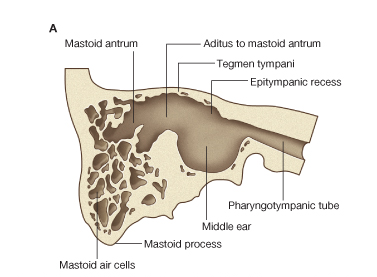 A
Mastoid antrum
Aditus to mastoid antrum
Tegmen tympani
Epitympanic recess
Pharyngotympanic tube
Middle ear
Mastoid process
Mastoid air cells